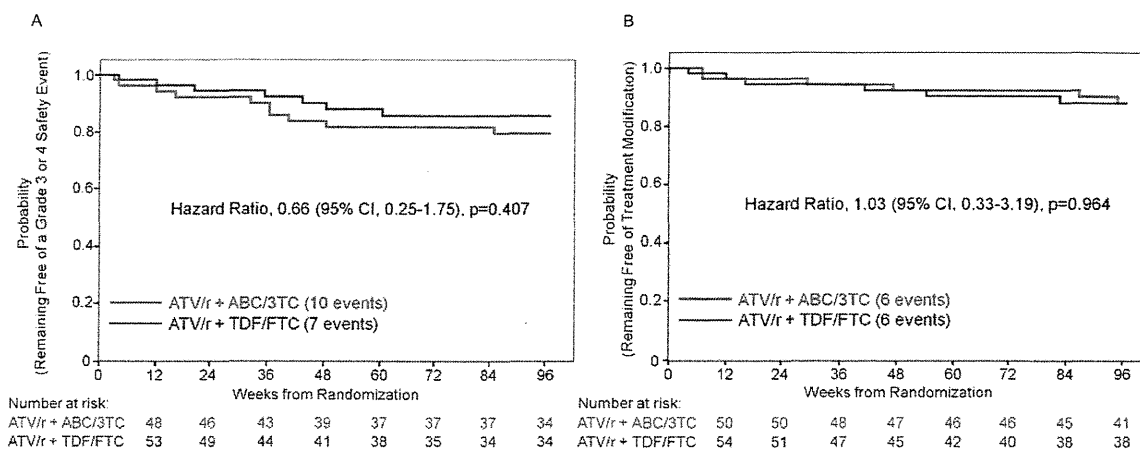 A
Probability
(Remaining Free of a Grade 3 or 4 Safety Event)
1.0
0.8
0.6
0.4
0.2
0
Hazard Ratio, 0.66 (95% CI, 0.25-1.75), p=0.407
ATV/r + ABC/3TC (10 events)
ATV/r + TDF/FTC (7 events)
0 12 24 36 48 60 72 84 96
Weeks from Randomization
Number at risk:
ATV/r + ABC/3TC 48 46 43 39 37 37 37 34
ATV/r + TDF/FTC 53 49 44 41 38 35 34 34
B
Probability
(Remaining Free of Treatment Modification)
1.0
0.8
0.6
0.4
0.2
0
Hazard Ratio, 1.03 (95% CI, 0.33-3.19), p=0.964
ATV/r + ABC/3TC (6 events)
ATV/r + TDF/FTC (6 events)
0 12 24 36 48 60 72 84 96
Weeks from Randomization
Number at risk:
ATV/r + ABC/3TC 50 50 48 47 46 46 45 41
ATV/r + TDF/FTC 54 51 47 45 42 40 38 38